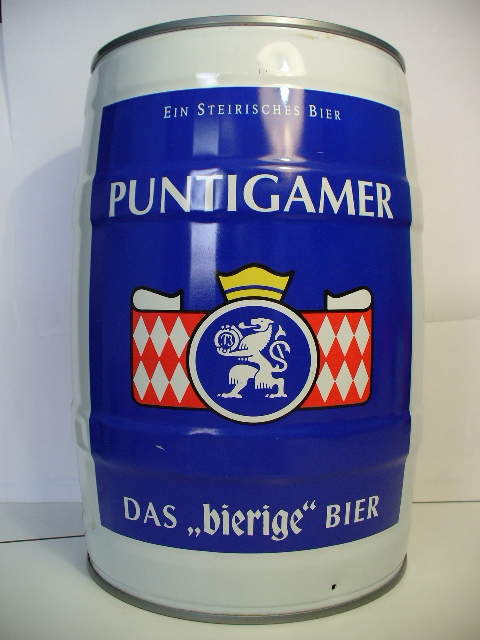 EIN STEIRISCHES BIER
PUNTIGAMER
DAS „bierige“ BIER